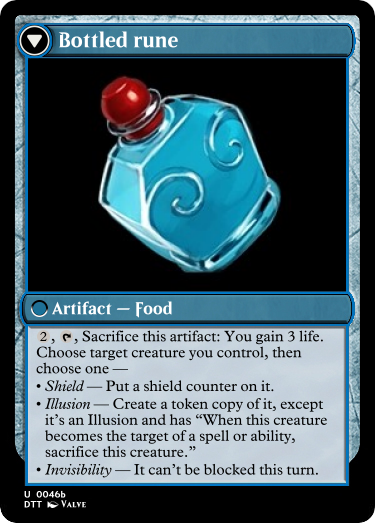 Bottled rune
Artifact — Food
2, T, Sacrifice this artifact: You gain 3 life.
Choose target creature you control, then
choose one —
• Shield — Put a shield counter on it.
• Illusion — Create a token copy of it, except
it's an Illusion and has “When this creature
becomes the target of a spell or ability,
sacrifice this creature.”
• Invisibility — It can't be blocked this turn.
U 0046b
DTT Valve